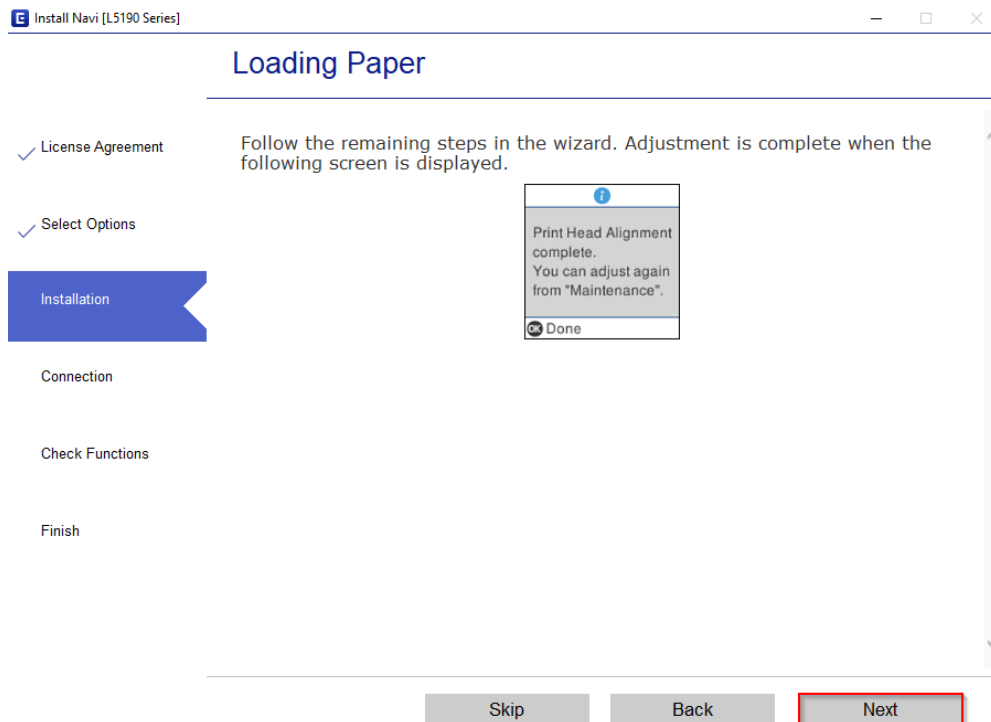 E Install Navi [L5190 Series]
Loading Paper
License Agreement
Select Options
Installation
Connection
Check Functions
Finish
Follow the remaining steps in the wizard. Adjustment is complete when the
following screen is displayed.
i
Print Head Alignment
complete.
You can adjust again
from "Maintenance".
OK Done
Skip Back Next